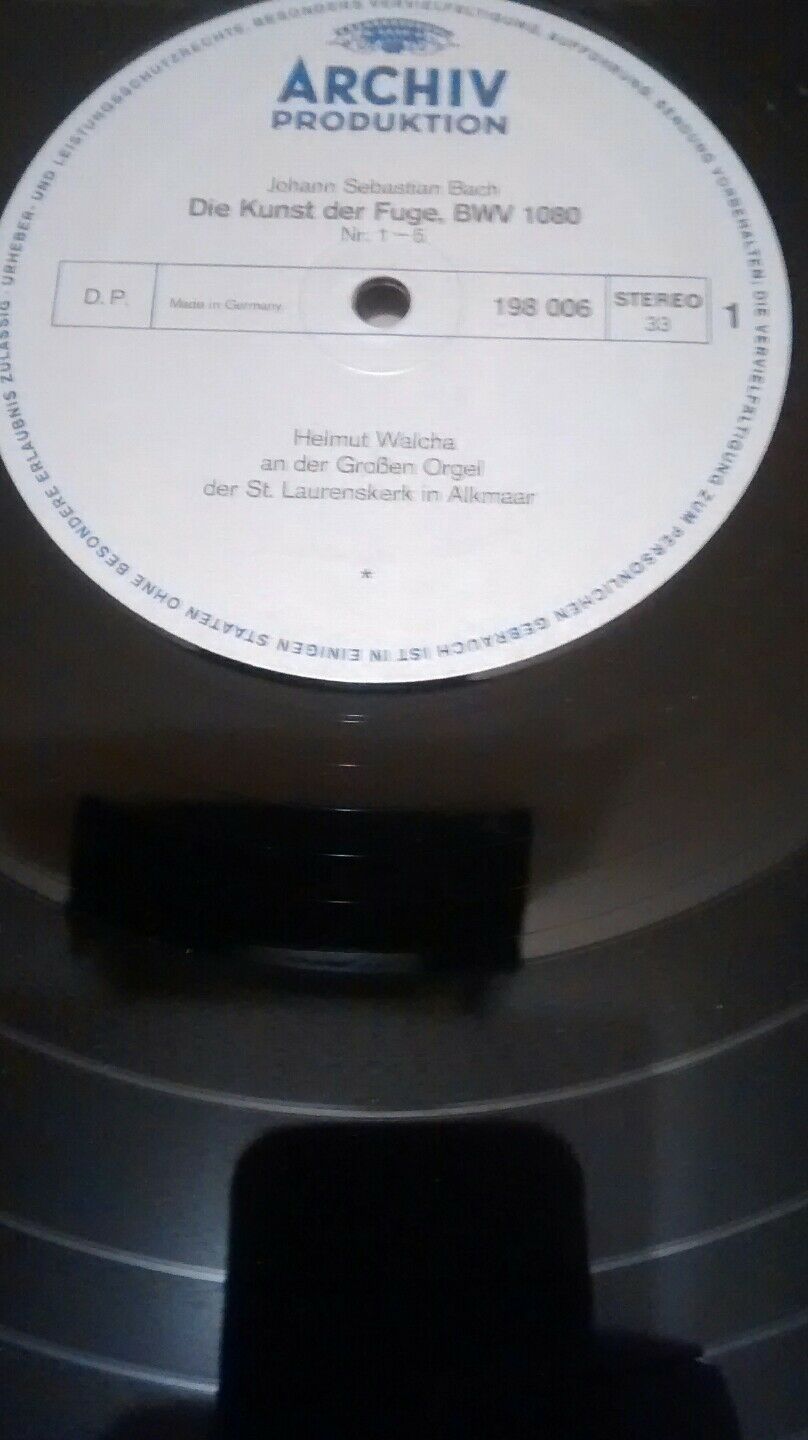 ARCHIV
PRODUKTION
Johann Sebastian Bach
Die Kunst der Fuge, BWV 1080
Nr. 1–5
D.P.
Made in Germany
198 006
STEREO
33
1
Helmut Walcha
an der Großen Orgel
der St. Laurenskerk in Alkmaar
*
URHEBER- UND LEISTUNGSSCHUTZRECHTE, BESONDERS VERVIELFÄLTIGUNG, AUFFÜHRUNG, SENDUNG VORBEHALTEN; DIE VERVIELFÄLTIGUNG ZUM PERSÖNLICHEN GEBRAUCH IST IN EINIGEN STAATEN OHNE BESONDERE ERLAUBNIS ZULÄSSIG ·